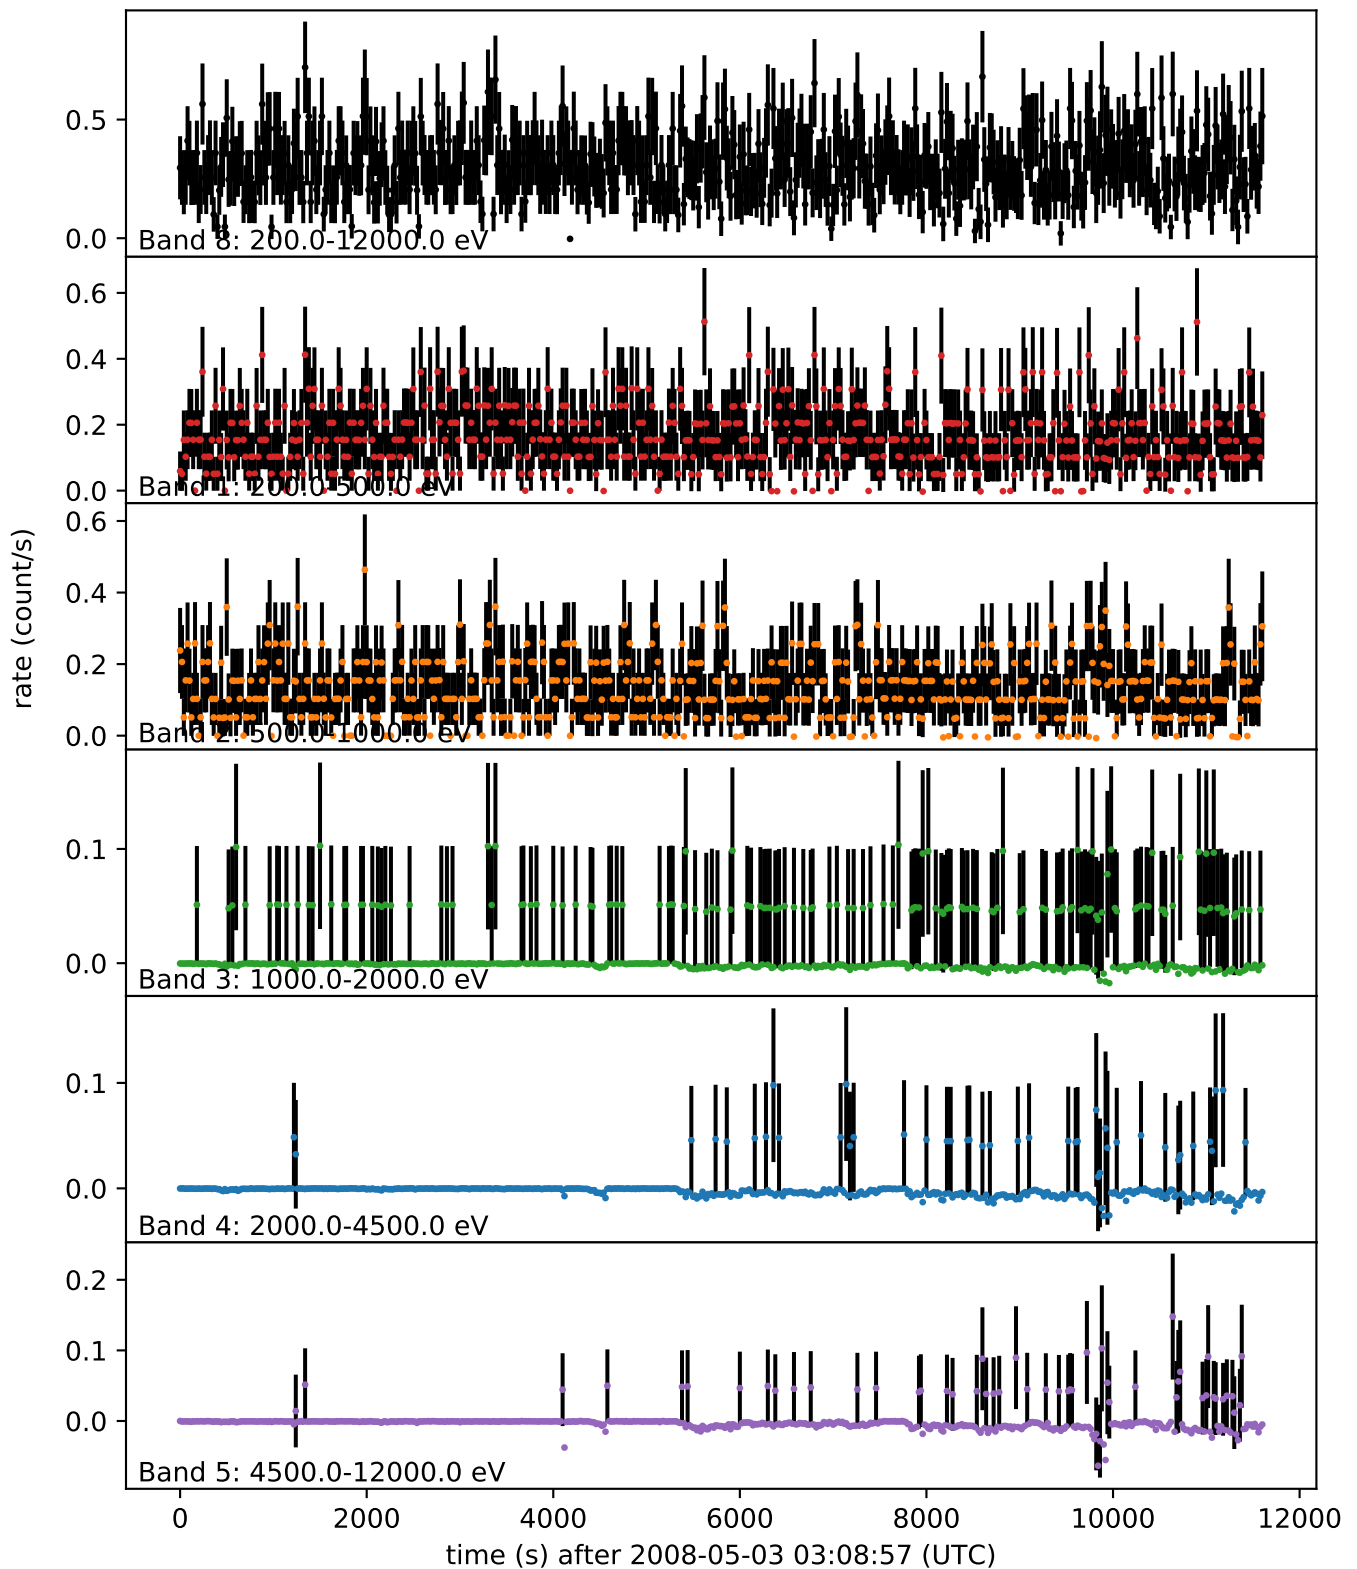 0.5
0.0
Band 8: 200.0-12000.0 eV
0.6
0.4
0.2
0.0
Band 1: 200.0-500.0 eV
0.6
0.4
0.2
0.0
Band 2: 500.0-1000.0 eV
rate (count/s)
0.1
0.0
Band 3: 1000.0-2000.0 eV
0.1
0.0
Band 4: 2000.0-4500.0 eV
0.2
0.1
0.0
Band 5: 4500.0-12000.0 eV
0 2000 4000 6000 8000 10000 12000
time (s) after 2008-05-03 03:08:57 (UTC)